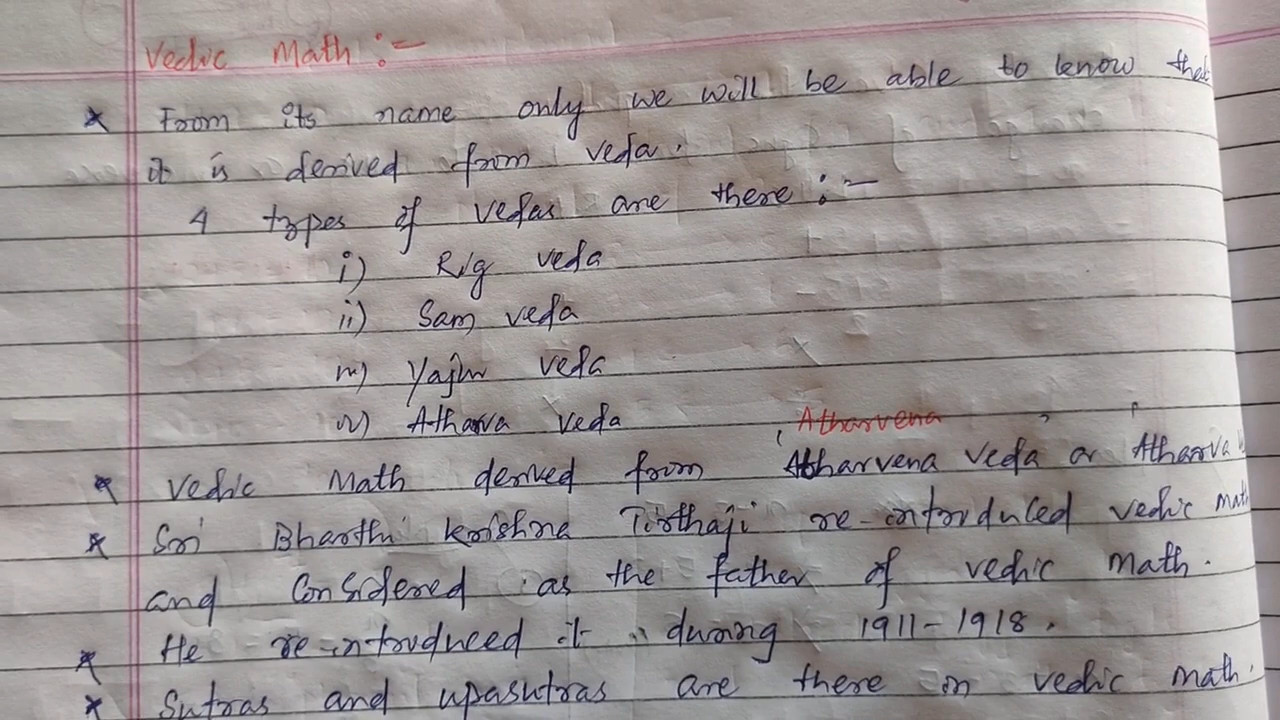 Vedic Math :-
* From its name only we will be able to know that
it is derived from veda.
4 types of vedas are there :-
i) Rig veda
ii) Sam veda
iii) Yajur veda
iv) Atharva veda
Atharvena
* Vedic Math derived from 'Atharvena Veda' or 'Atharva
* Sri Bharthi Krishna Tirthaji re-introduced vedic mat
and Considered as the father of vedic math.
* He re-introduced it during 1911-1918.
* Sutras and upasutras are there in vedic math.